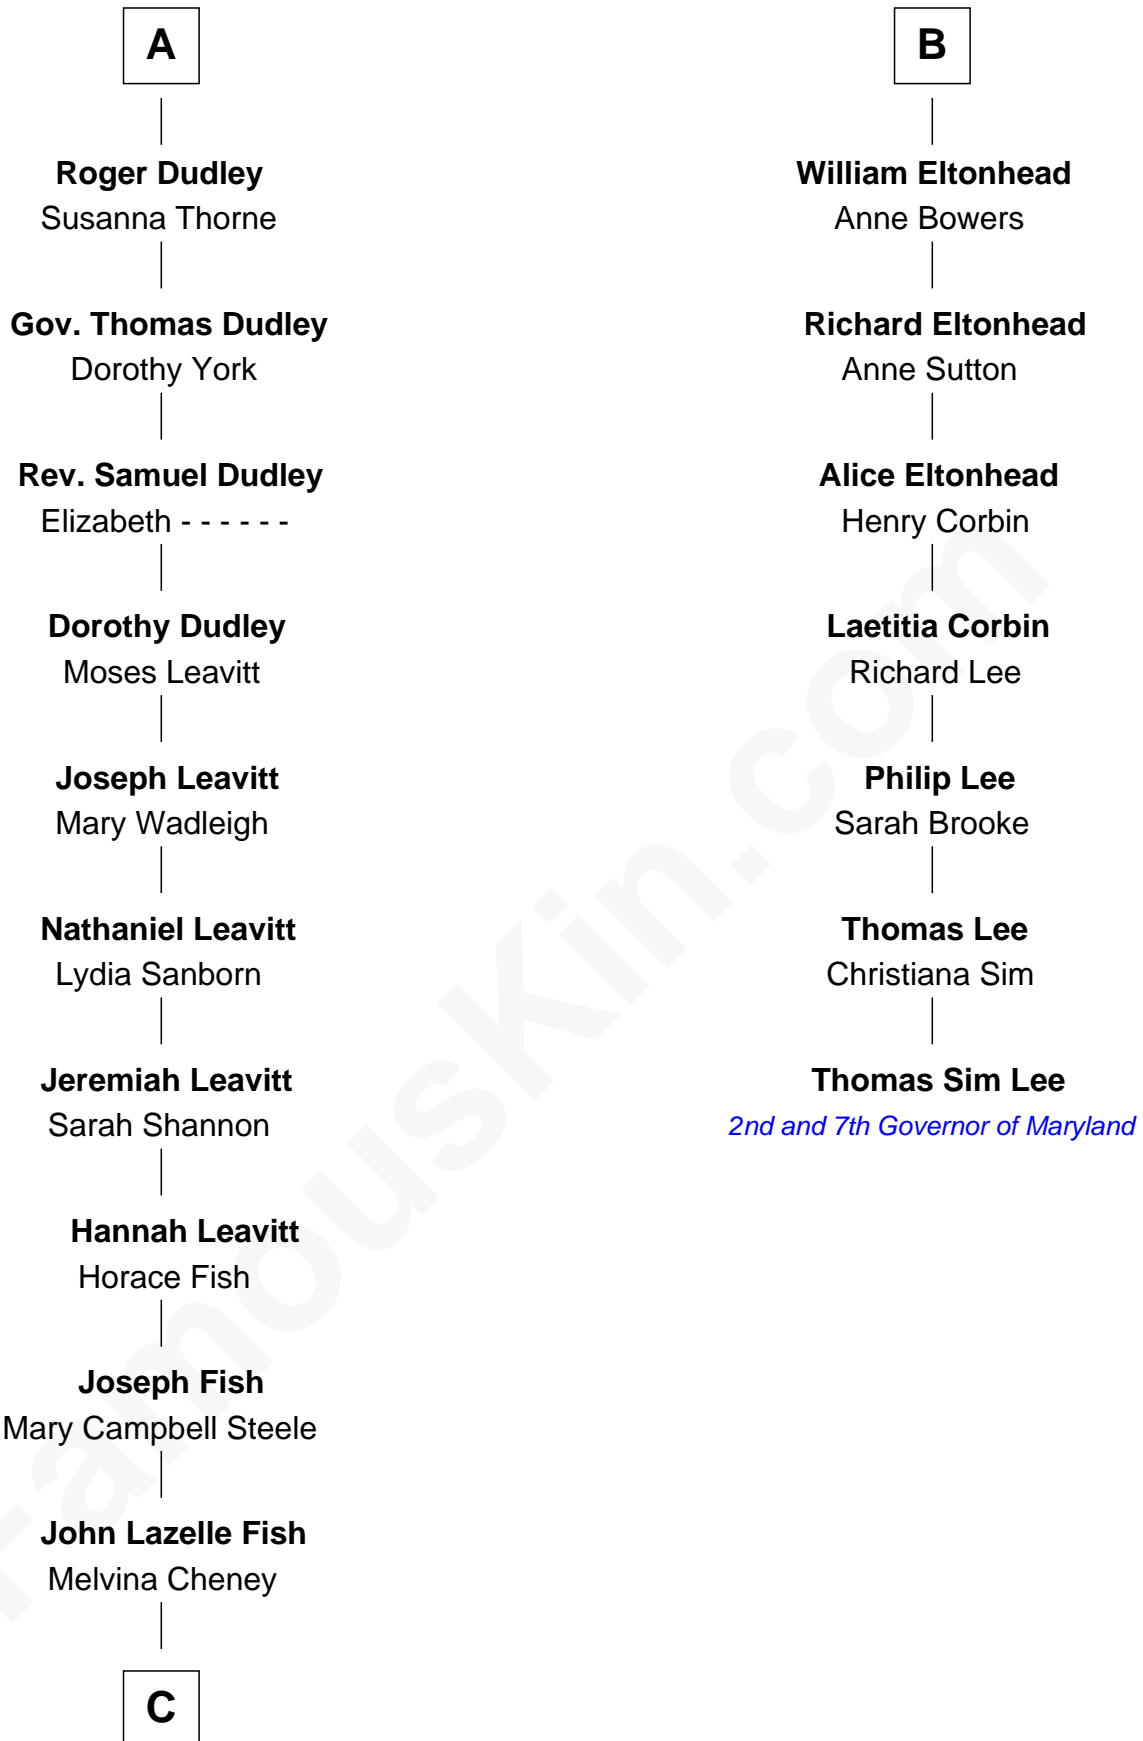 A
Roger Dudley
Susanna Thorne
Gov. Thomas Dudley
Dorothy York
Rev. Samuel Dudley
Elizabeth - - - - - -
Dorothy Dudley
Moses Leavitt
Joseph Leavitt
Mary Wadleigh
Nathaniel Leavitt
Lydia Sanborn
Jeremiah Leavitt
Sarah Shannon
Hannah Leavitt
Horace Fish
Joseph Fish
Mary Campbell Steele
John Lazelle Fish
Melvina Cheney
C
B
William Eltonhead
Anne Bowers
Richard Eltonhead
Anne Sutton
Alice Eltonhead
Henry Corbin
Laetitia Corbin
Richard Lee
Philip Lee
Sarah Brooke
Thomas Lee
Christiana Sim
Thomas Sim Lee
2nd and 7th Governor of Maryland
FamousKin.com